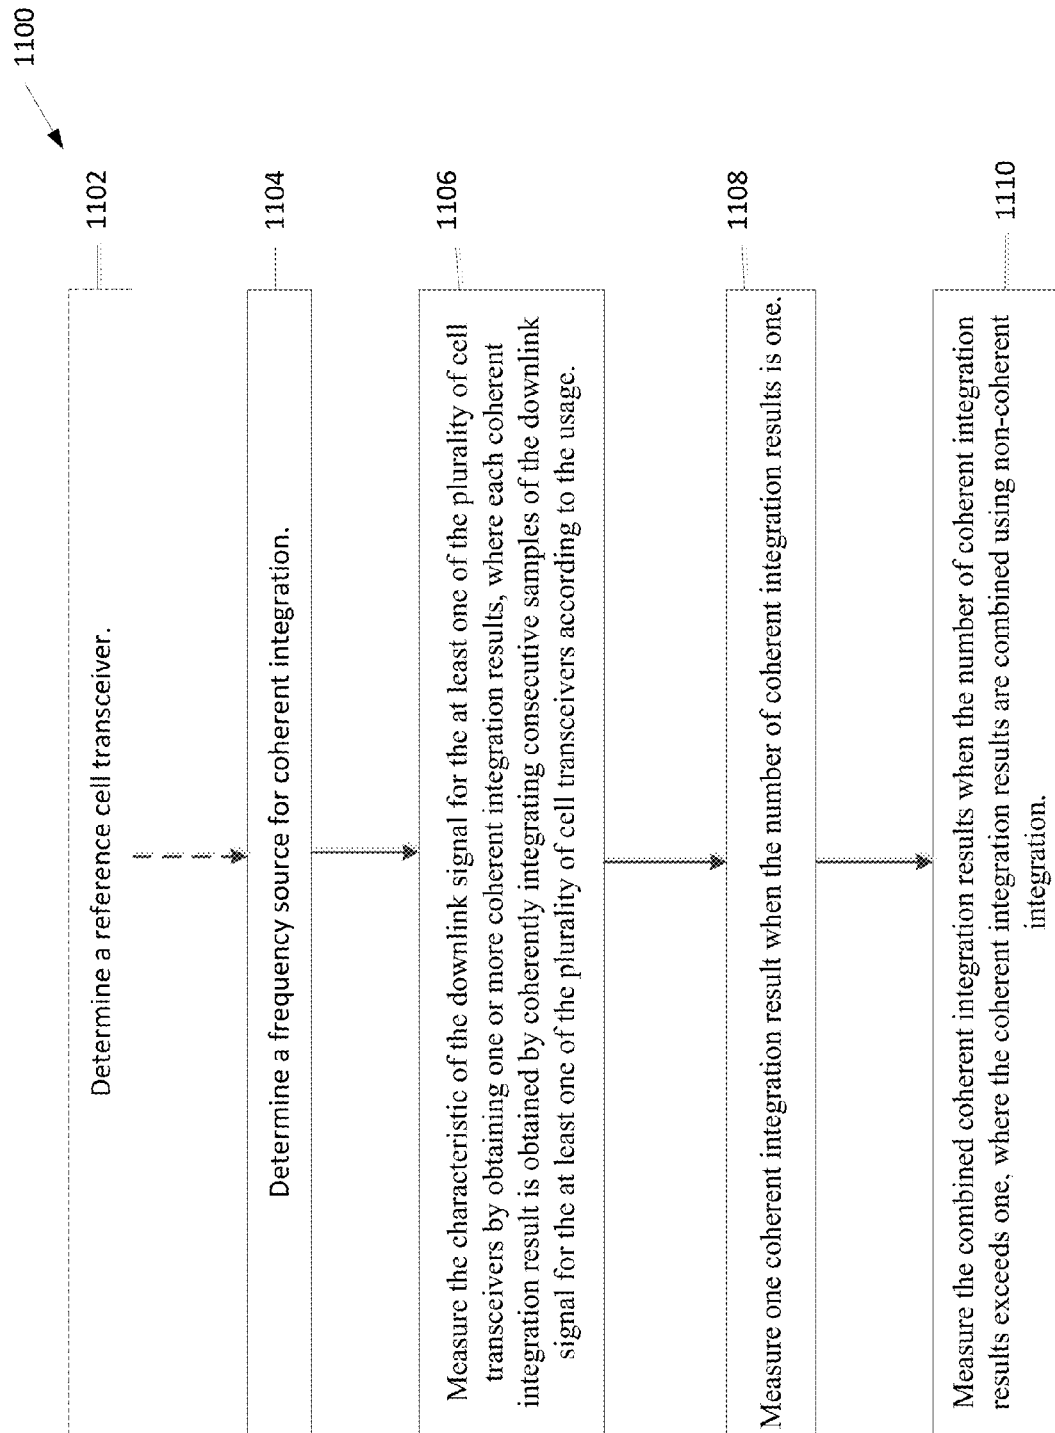 1100
1102
Determine a reference cell transceiver.
1104
Determine a frequency source for coherent integration.
1106
Measure the characteristic of the downlink signal for the at least one of the plurality of cell
transceivers by obtaining one or more coherent integration results, where each coherent
integration result is obtained by coherently integrating consecutive samples of the downlink
signal for the at least one of the plurality of cell transceivers according to the usage.
1108
Measure one coherent integration result when the number of coherent integration results is one.
1110
Measure the combined coherent integration results when the number of coherent integration
results exceeds one, where the coherent integration results are combined using non-coherent
integration.